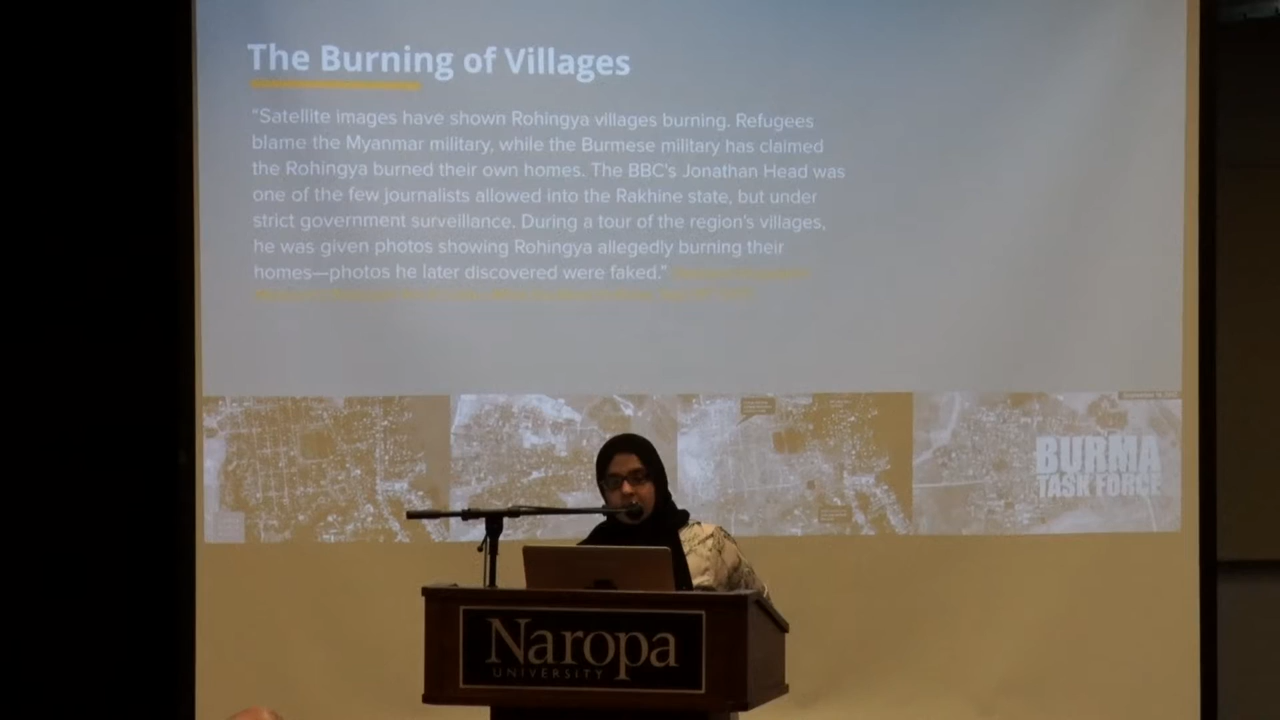 The Burning of Villages
“Satellite images have shown Rohingya villages burning. Refugees
blame the Myanmar military, while the Burmese military has claimed
the Rohingya burned their own homes. The BBC's Jonathan Head was
one of the few journalists allowed into the Rakhine state, but under
strict government surveillance. During a tour of the region's villages,
he was given photos showing Rohingya allegedly burning their
homes—photos he later discovered were faked.”
BURMA
TASK FORCE
Naropa
UNIVERSITY